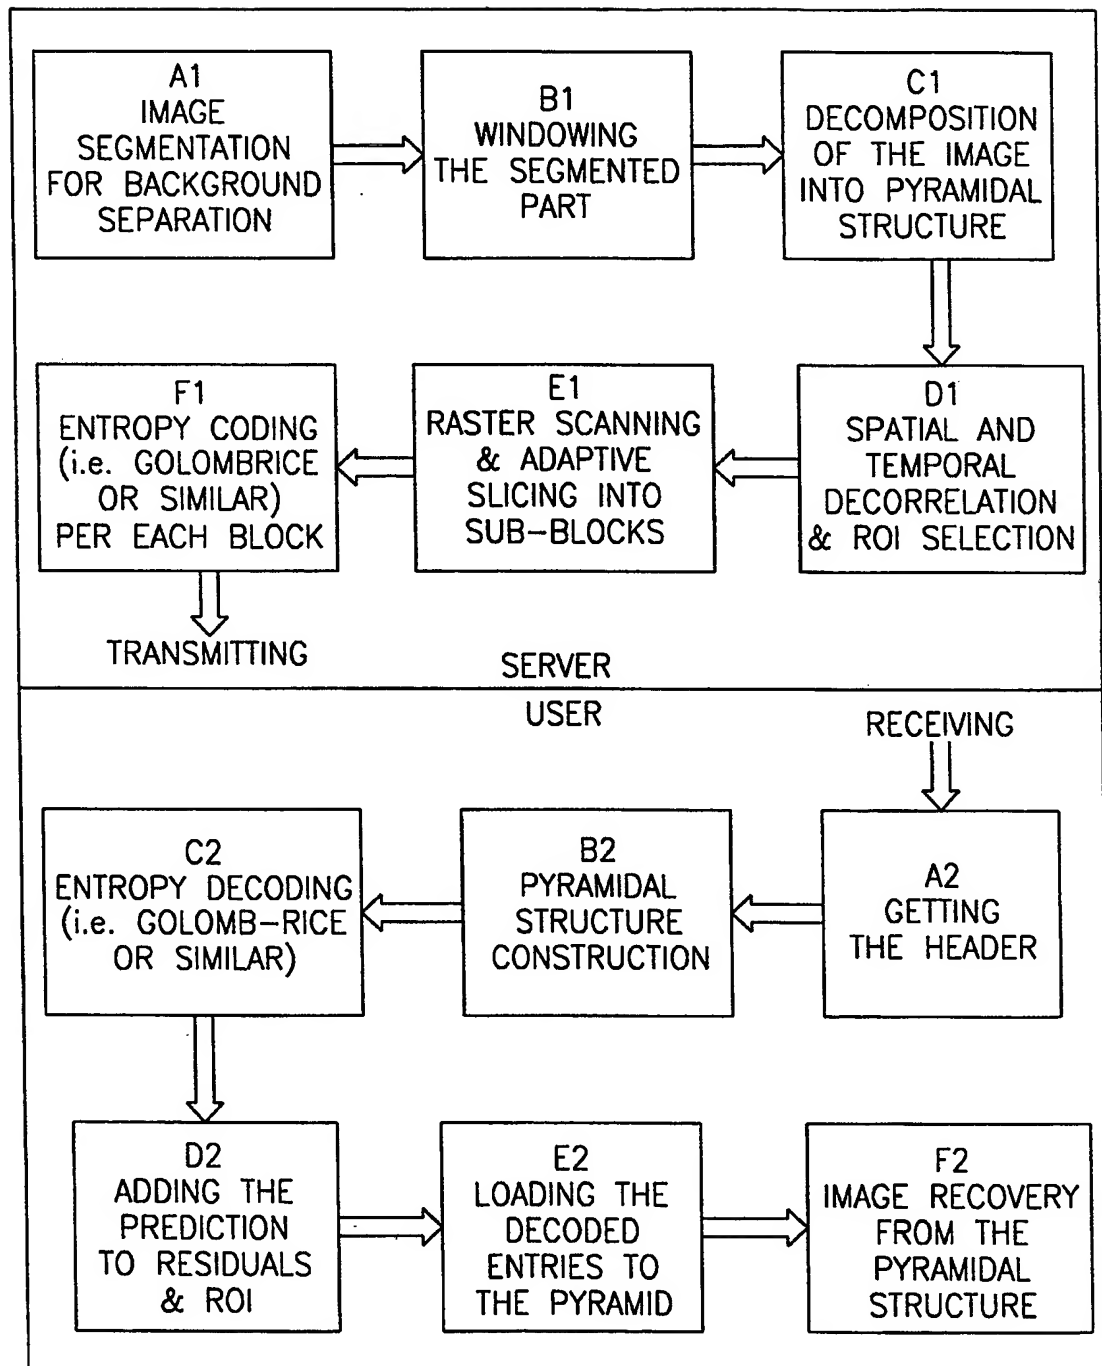 A1
IMAGE
SEGMENTATION
FOR BACKGROUND
SEPARATION
B1
WINDOWING
THE SEGMENTED
PART
C1
DECOMPOSITION
OF THE IMAGE
INTO PYRAMIDAL
STRUCTURE
D1
SPATIAL AND
TEMPORAL
DECORRELATION
& ROI SELECTION
E1
RASTER SCANNING
& ADAPTIVE
SLICING INTO
SUB-BLOCKS
F1
ENTROPY CODING
(i.e. GOLOMBRICE
OR SIMILAR)
PER EACH BLOCK
TRANSMITTING
SERVER
USER
RECEIVING
A2
GETTING
THE HEADER
B2
PYRAMIDAL
STRUCTURE
CONSTRUCTION
C2
ENTROPY DECODING
(i.e. GOLOMB-RICE
OR SIMILAR)
D2
ADDING THE
PREDICTION
TO RESIDUALS
& ROI
E2
LOADING THE
DECODED
ENTRIES TO
THE PYRAMID
F2
IMAGE RECOVERY
FROM THE
PYRAMIDAL
STRUCTURE